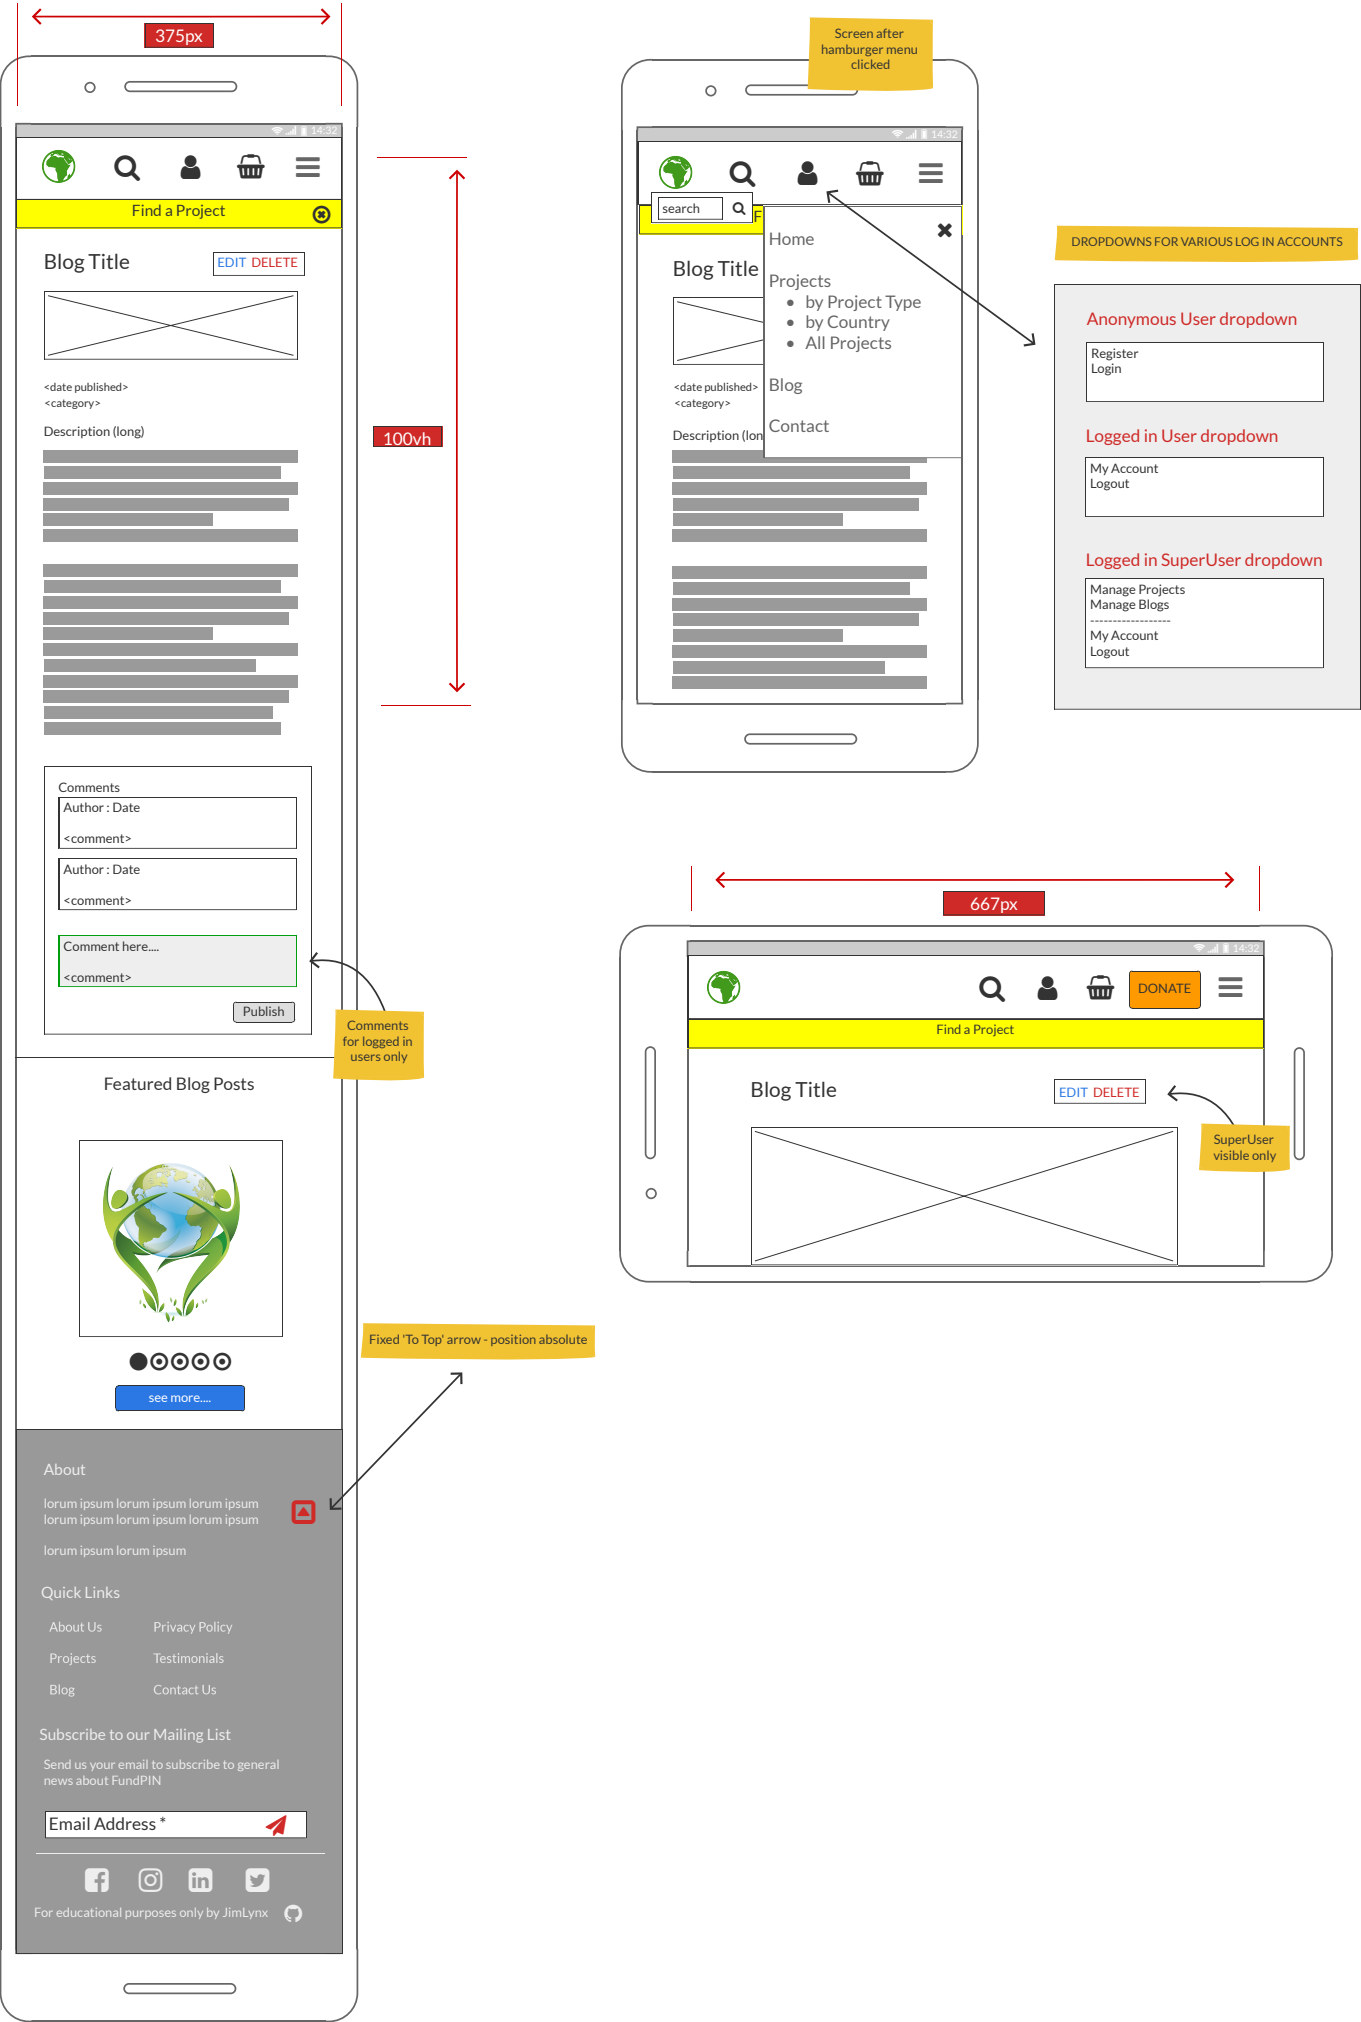 375px
14:32
Find a Project
Blog Title
EDIT DELETE
<date published>
<category>
Description (long)
100vh
Comments
Author : Date
<comment>
Author : Date
<comment>
Comment here....
<comment>
Publish
Comments
for logged in
users only
Featured Blog Posts
see more....
Fixed 'To Top' arrow - position absolute
About
lorum ipsum lorum ipsum lorum ipsum
lorum ipsum lorum ipsum lorum ipsum
lorum ipsum lorum ipsum
Quick Links
About Us
Privacy Policy
Projects
Testimonials
Blog
Contact Us
Subscribe to our Mailing List
Send us your email to subscribe to general
news about FundPIN
Email Address *
For educational purposes only by JimLynx
Screen after
hamburger menu
clicked
14:32
search
F
Home
Projects
• by Project Type
• by Country
• All Projects
Blog
Contact
Blog Title
<date published>
<category>
Description (lon
DROPDOWNS FOR VARIOUS LOG IN ACCOUNTS
Anonymous User dropdown
Register
Login
Logged in User dropdown
My Account
Logout
Logged in SuperUser dropdown
Manage Projects
Manage Blogs
------------------
My Account
Logout
667px
14:32
DONATE
Find a Project
Blog Title
EDIT DELETE
SuperUser
visible only